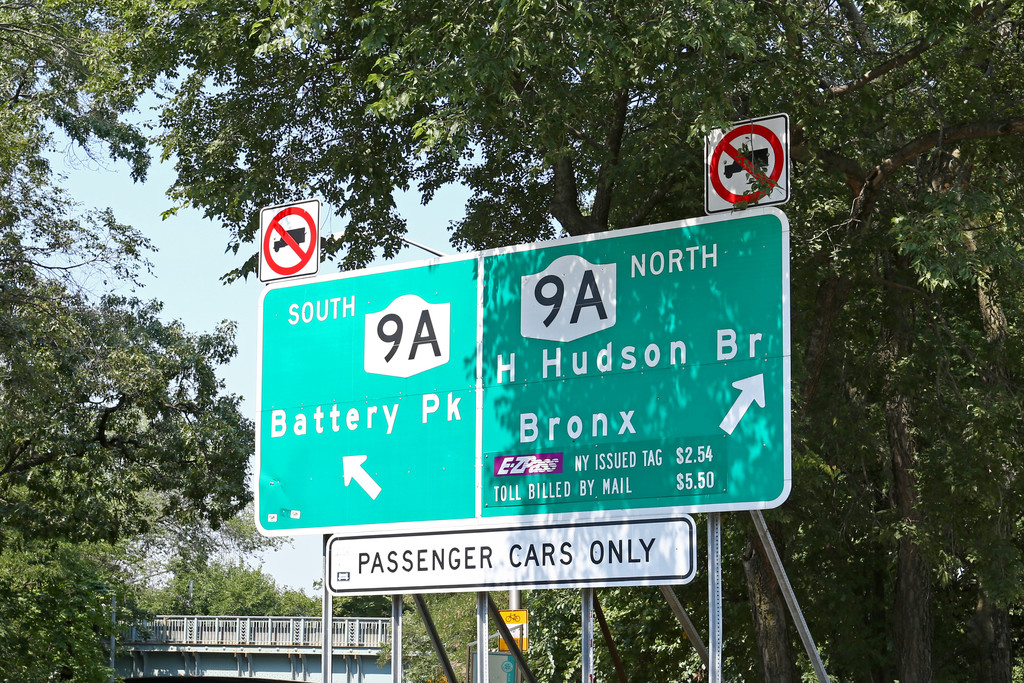 SOUTH
9A
Battery Pk
9A
NORTH
H Hudson Br
Bronx
E-ZPass NY ISSUED TAG $2.54
TOLL BILLED BY MAIL $5.50
PASSENGER CARS ONLY